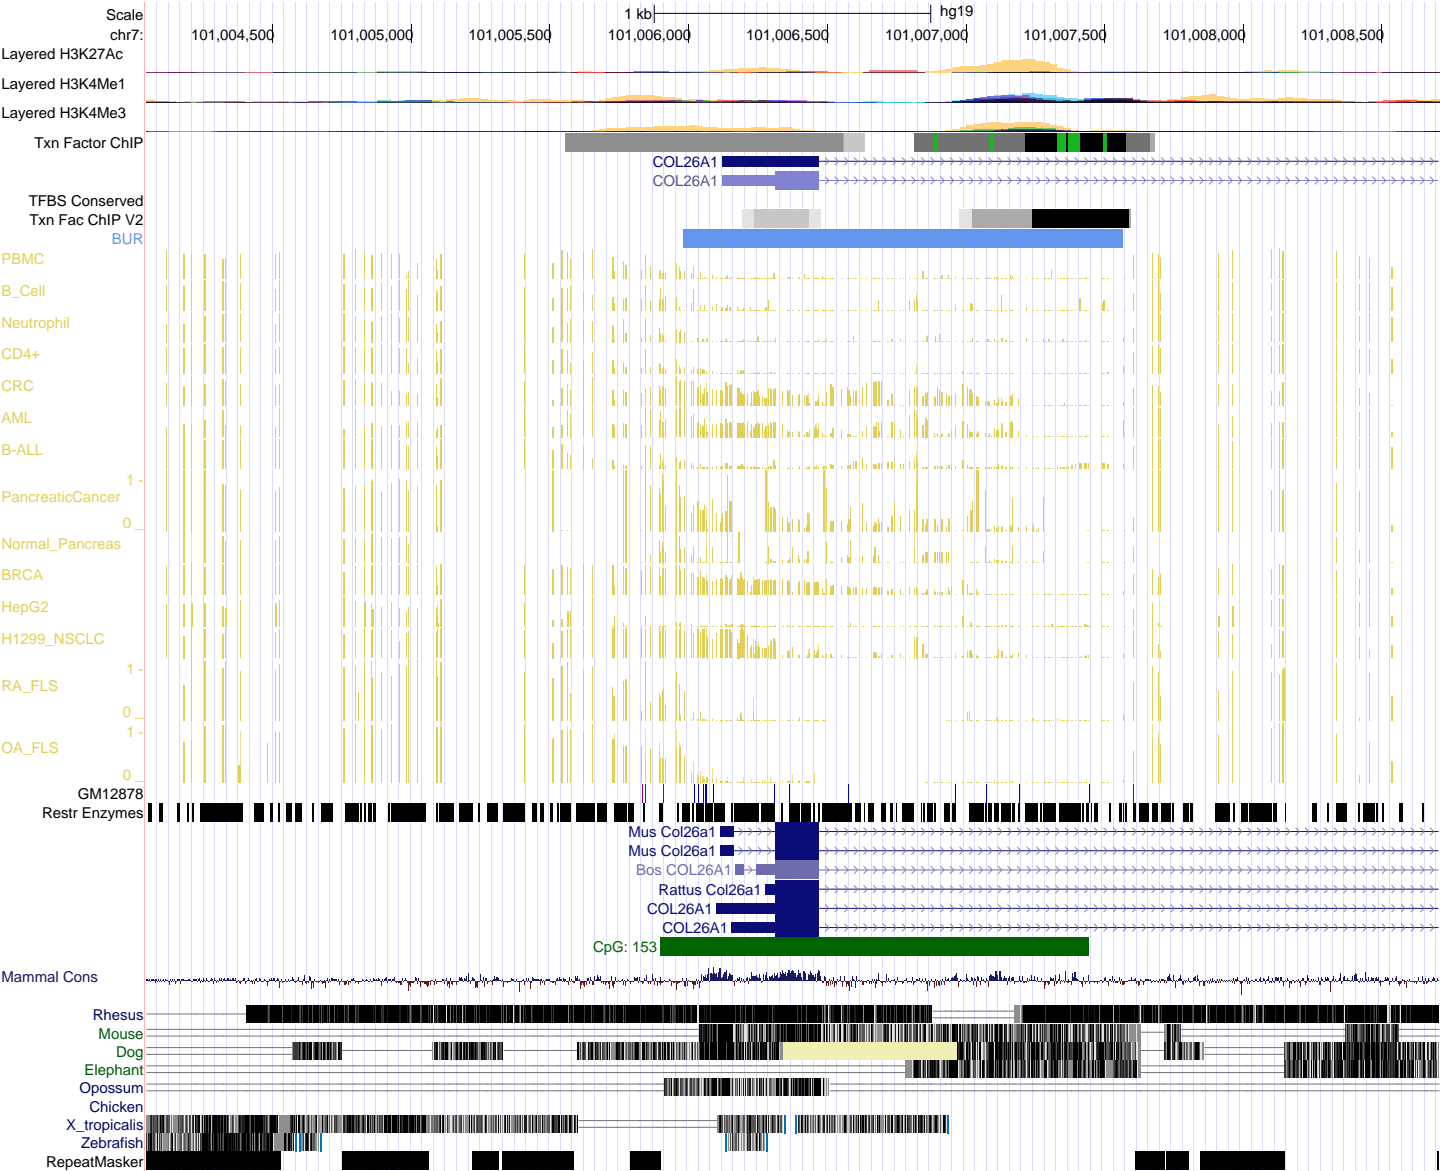 Scale 1 kb hg19
chr7: 101,004,500 101,005,000 101,005,500 101,006,000 101,006,500 101,007,000 101,007,500 101,008,000 101,008,500
Layered H3K27Ac
Layered H3K4Me1
Layered H3K4Me3
Txn Factor ChIP
COL26A1
COL26A1
TFBS Conserved
Txn Fac ChIP V2
BUR
PBMC
B_Cell
Neutrophil
CD4+
CRC
AML
B-ALL
1 -
PancreaticCancer
0 _
Normal_Pancreas
BRCA
HepG2
H1299_NSCLC
1 -
RA_FLS
0 _
1 -
OA_FLS
0 _
GM12878
Restr Enzymes
Mus Col26a1
Mus Col26a1
Bos COL26A1
Rattus Col26a1
COL26A1
COL26A1
CpG: 153
Mammal Cons
Rhesus
Mouse
Dog
Elephant
Opossum
Chicken
X_tropicalis
Zebrafish
RepeatMasker